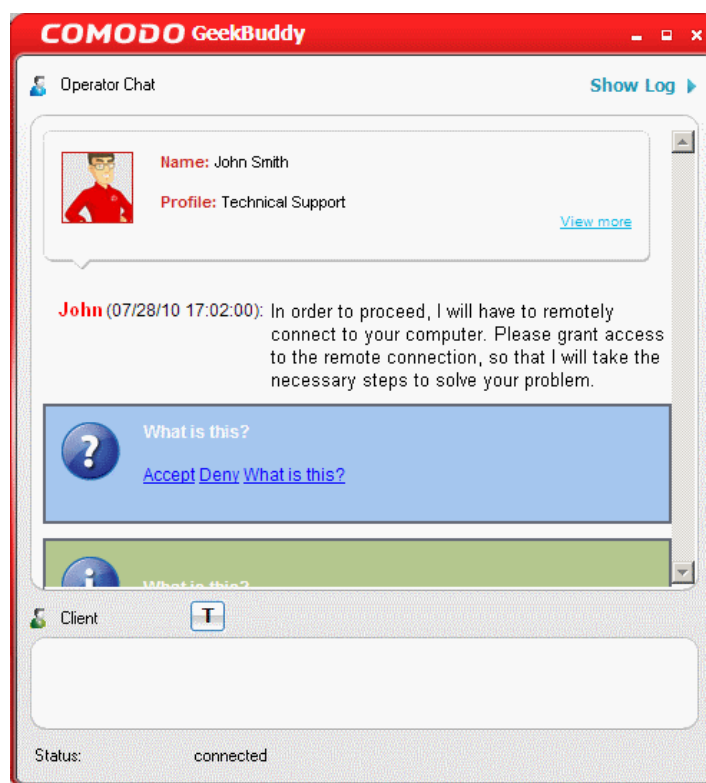 COMODO GeekBuddy
Operator Chat
Show Log
Name: John Smith
Profile: Technical Support
View more
John (07/28/10 17:02:00): In order to proceed, I will have to remotely
connect to your computer. Please grant access
to the remote connection, so that I will take the
necessary steps to solve your problem.
What is this?
Accept Deny What is this?
What is this?
Client
T
Status: connected